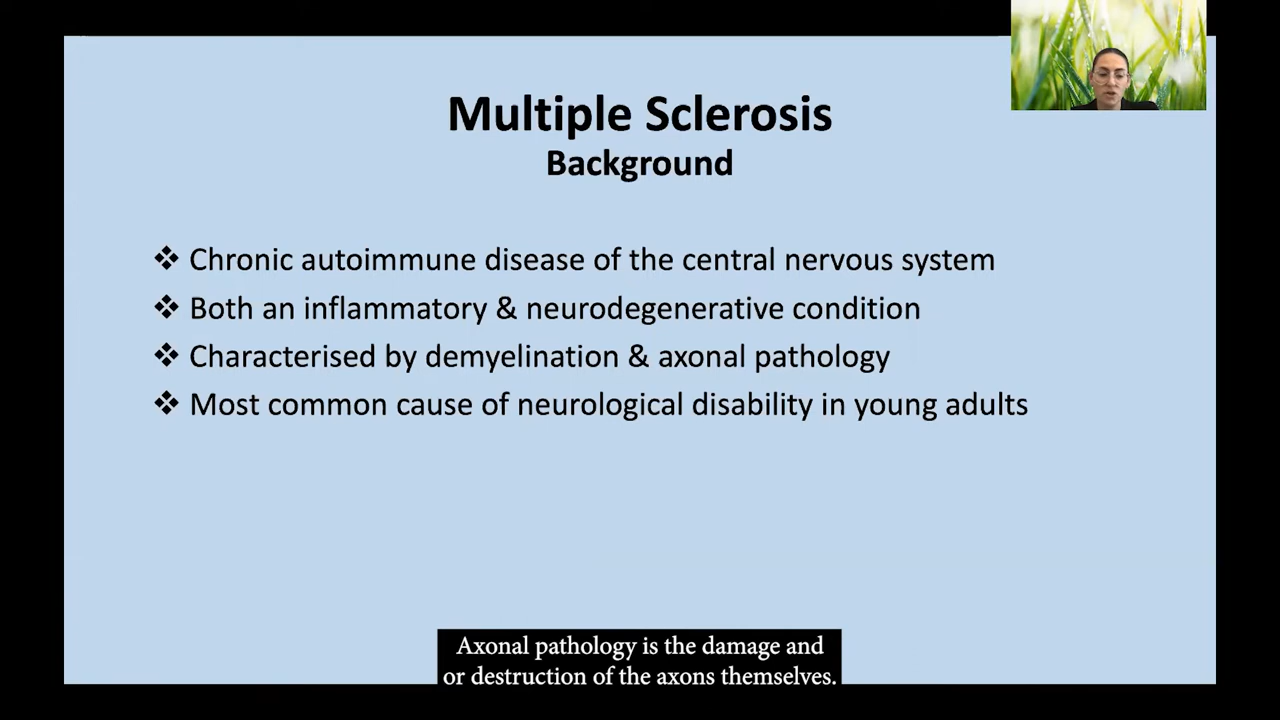 Multiple Sclerosis
Background
❖ Chronic autoimmune disease of the central nervous system
❖ Both an inflammatory & neurodegenerative condition
❖ Characterised by demyelination & axonal pathology
❖ Most common cause of neurological disability in young adults
Axonal pathology is the damage and
or destruction of the axons themselves.